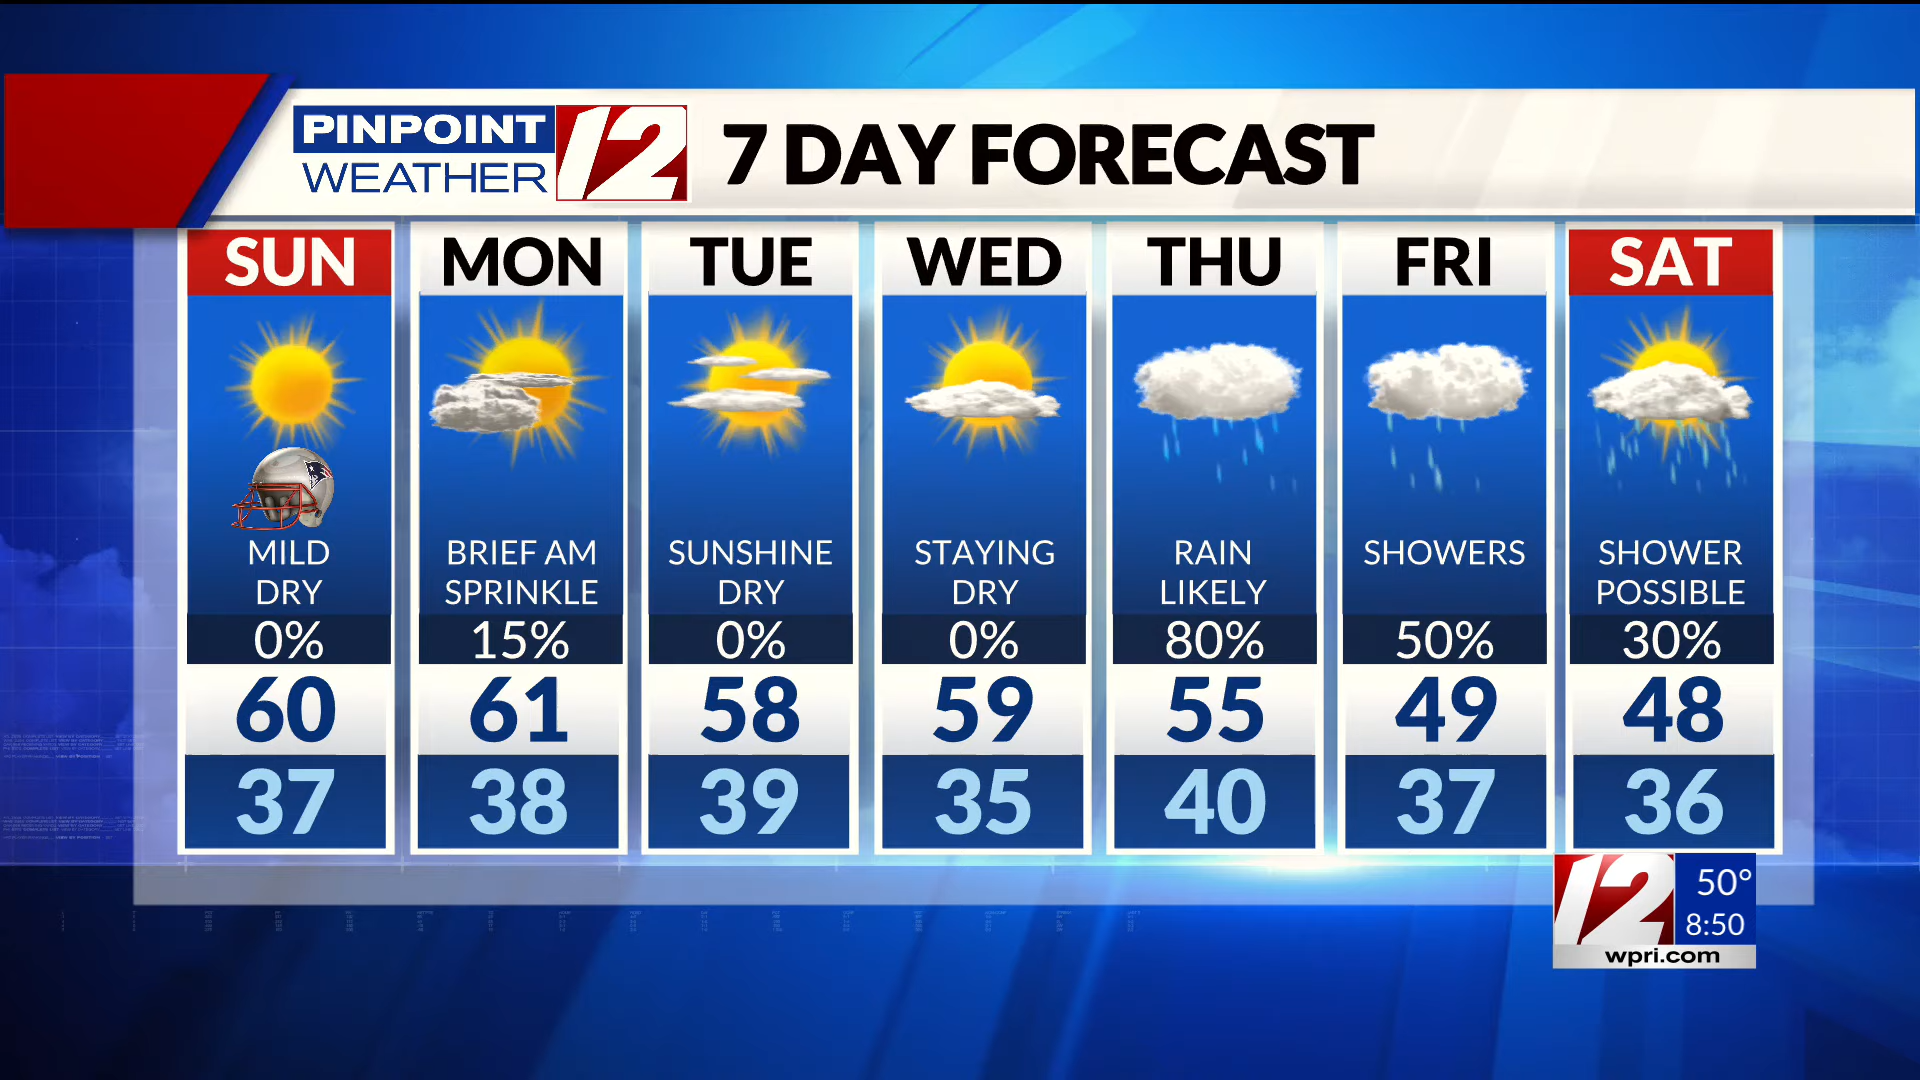 PINPOINT
WEATHER
12
7 DAY FORECAST
SUN MON TUE WED THU FRI SAT
MILD BRIEF AM SUNSHINE STAYING RAIN SHOWERS SHOWER
DRY SPRINKLE DRY DRY LIKELY POSSIBLE
0% 15% 0% 0% 80% 50% 30%
60 61 58 59 55 49 48
37 38 39 35 40 37 36
12
50°
8:50
wpri.com